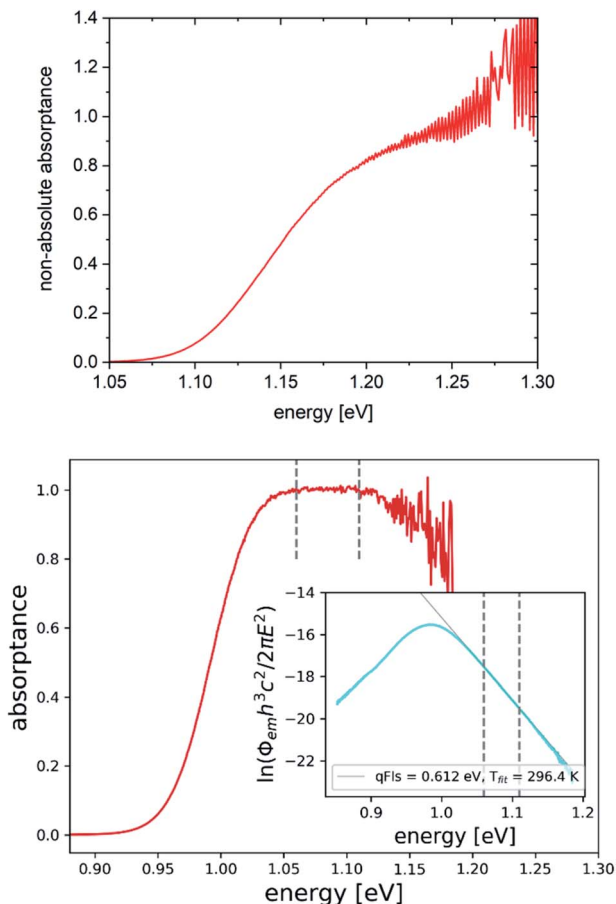 1.4
1.2
1.0
0.8
0.6
0.4
0.2
0.0
non-absolute absorptance
1.05 1.10 1.15 1.20 1.25 1.30
energy [eV]
1.0
0.8
0.6
0.4
0.2
0.0
absorptance
−14
−16
−18
−20
−22
ln(Φ_em h³c²/2πE²)
qFls = 0.612 eV, T_fit = 296.4 K
0.9 1.0 1.1 1.2
energy [eV]
0.90 0.95 1.00 1.05 1.10 1.15 1.20 1.25 1.30
energy [eV]